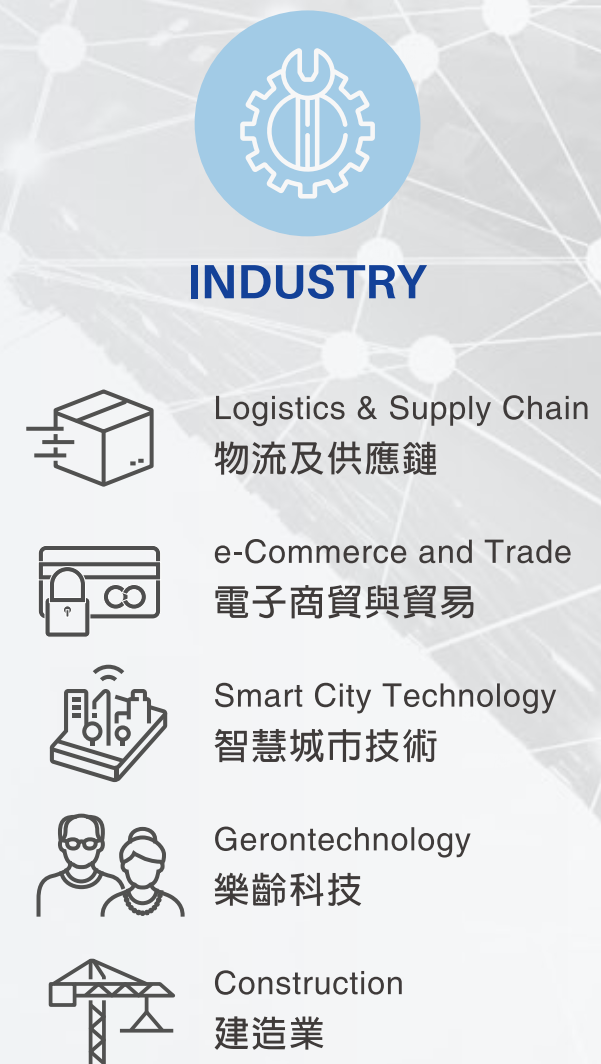 INDUSTRY
Logistics & Supply Chain
物流及供應鏈
e-Commerce and Trade
電子商貿與貿易
Smart City Technology
智慧城市技術
Gerontechnology
樂齡科技
Construction
建造業